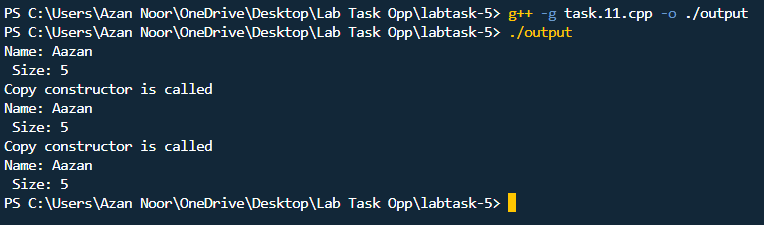 PS C:\Users\Azan Noor\OneDrive\Desktop\Lab Task Opp\labtask-5> g++ -g task.11.cpp -o ./output
PS C:\Users\Azan Noor\OneDrive\Desktop\Lab Task Opp\labtask-5> ./output
Name: Aazan
 Size: 5
Copy constructor is called
Name: Aazan
 Size: 5
Copy constructor is called
Name: Aazan
 Size: 5
PS C:\Users\Azan Noor\OneDrive\Desktop\Lab Task Opp\labtask-5>